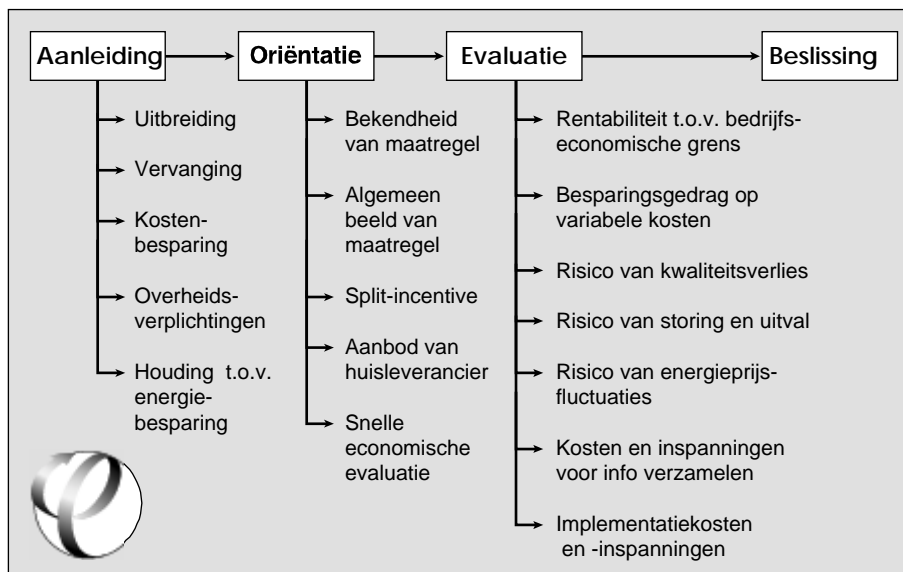 Aanleiding
Oriëntatie
Evaluatie
Beslissing
Uitbreiding
Vervanging
Kosten-
besparing
Overheids-
verplichtingen
Houding t.o.v.
energie-
besparing
Bekendheid
van maatregel
Algemeen
beeld van
maatregel
Split-incentive
Aanbod van
huisleverancier
Snelle
economische
evaluatie
Rentabiliteit t.o.v. bedrijfs-
economische grens
Besparingsgedrag op
variabele kosten
Risico van kwaliteitsverlies
Risico van storing en uitval
Risico van energieprijs-
fluctuaties
Kosten en inspanningen
voor info verzamelen
Implementatiekosten
en -inspanningen